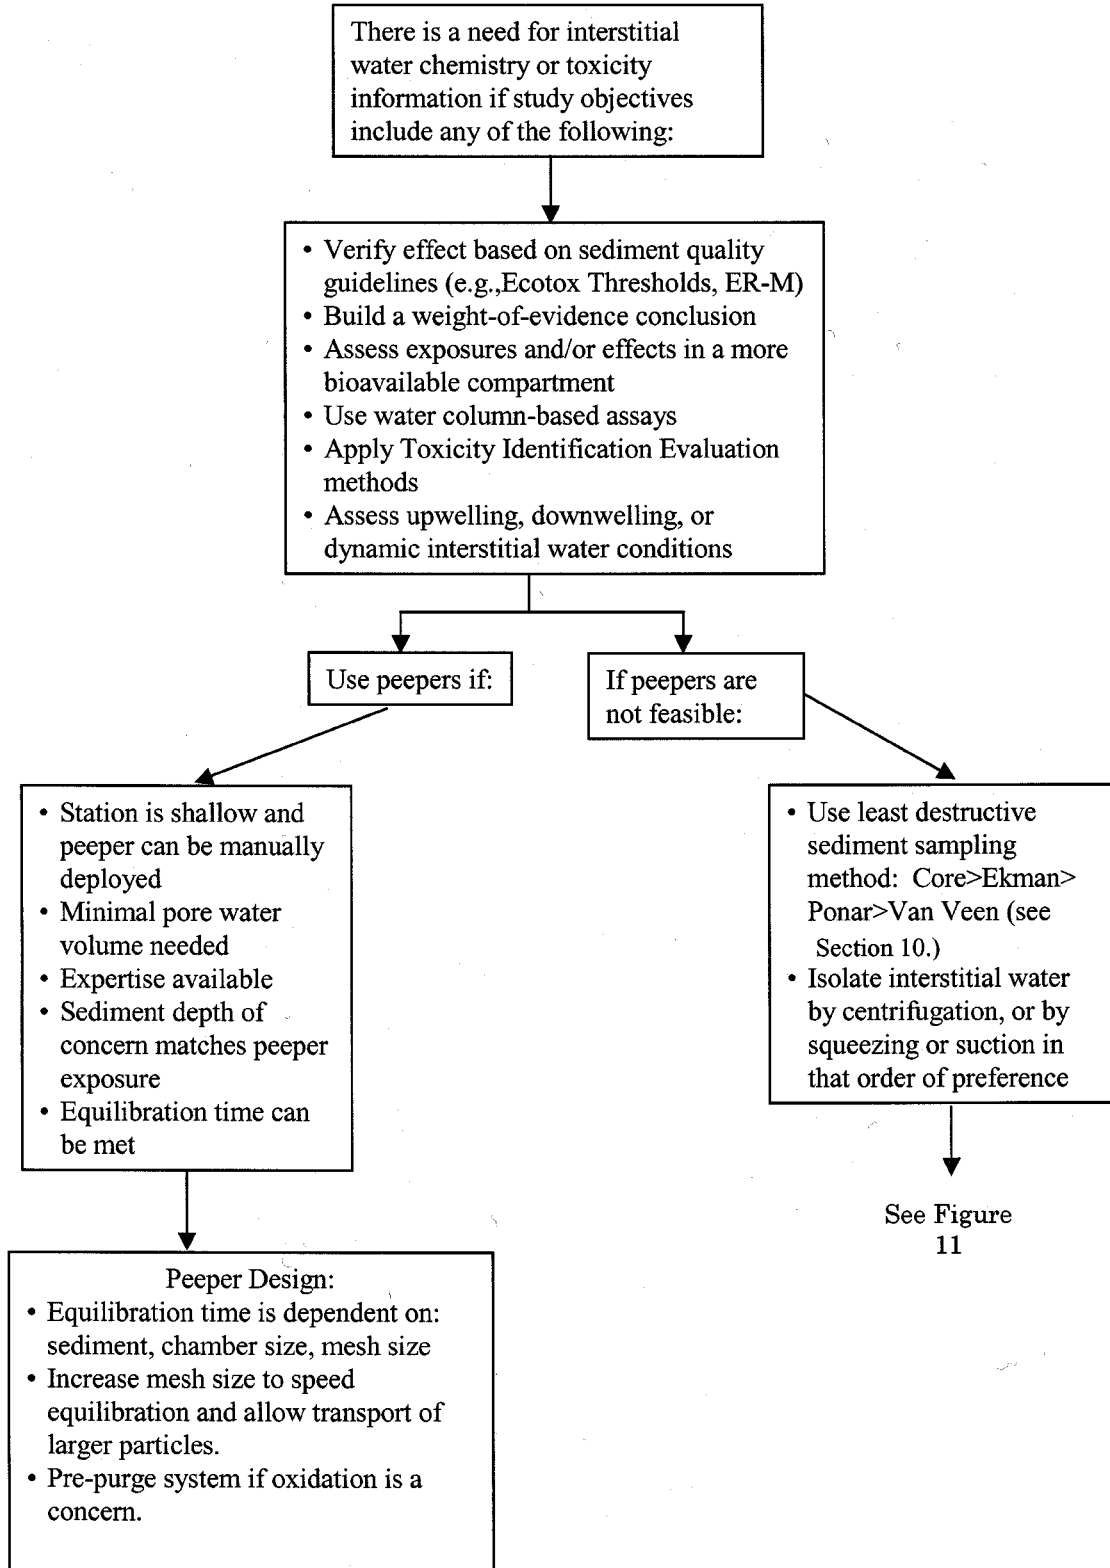 There is a need for interstitial
water chemistry or toxicity
information if study objectives
include any of the following:
• Verify effect based on sediment quality
guidelines (e.g.,Ecotox Thresholds, ER-M)
• Build a weight-of-evidence conclusion
• Assess exposures and/or effects in a more
bioavailable compartment
• Use water column-based assays
• Apply Toxicity Identification Evaluation
methods
• Assess upwelling, downwelling, or
dynamic interstitial water conditions
Use peepers if:
If peepers are
not feasible:
• Station is shallow and
peeper can be manually
deployed
• Minimal pore water
volume needed
• Expertise available
• Sediment depth of
concern matches peeper
exposure
• Equilibration time can
be met
• Use least destructive
sediment sampling
method: Core>Ekman>
Ponar>Van Veen (see
Section 10.)
• Isolate interstitial water
by centrifugation, or by
squeezing or suction in
that order of preference
See Figure
11
Peeper Design:
• Equilibration time is dependent on:
sediment, chamber size, mesh size
• Increase mesh size to speed
equilibration and allow transport of
larger particles.
• Pre-purge system if oxidation is a
concern.